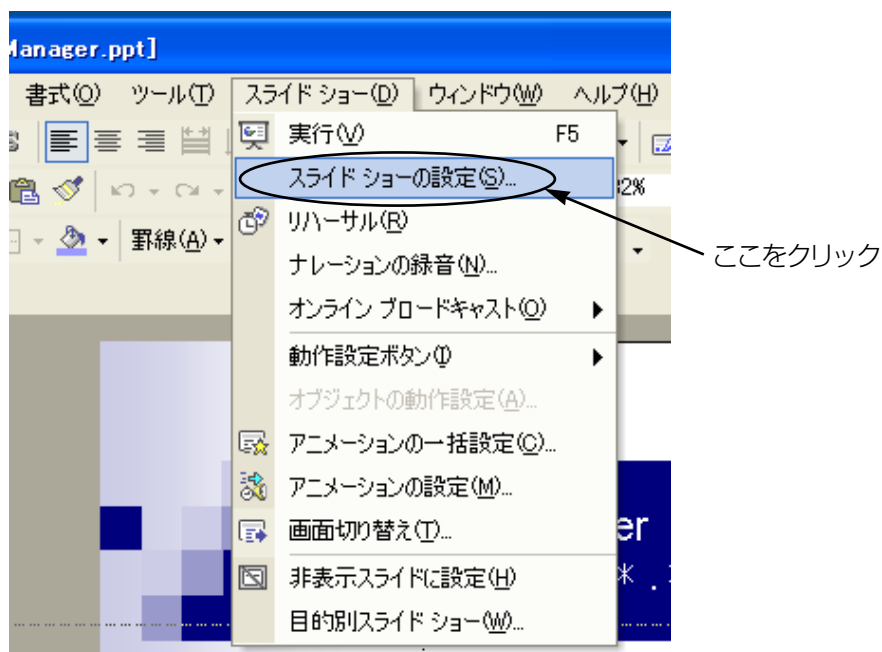 Manager.ppt]
書式(O) ツール(T) スライド ショー(D) ウィンドウ(W) ヘルプ(H)
実行(V) F5
スライド ショーの設定(S)...
リハーサル(R)
罫線(A)
ここをクリック
ナレーションの録音(N)...
オンライン ブロードキャスト(O)
動作設定ボタン(I)
オブジェクトの動作設定(A)...
アニメーションの一括設定(C)...
アニメーションの設定(M)...
画面切り替え(T)...
er
非表示スライドに設定(H)
目的別スライド ショー(W)...